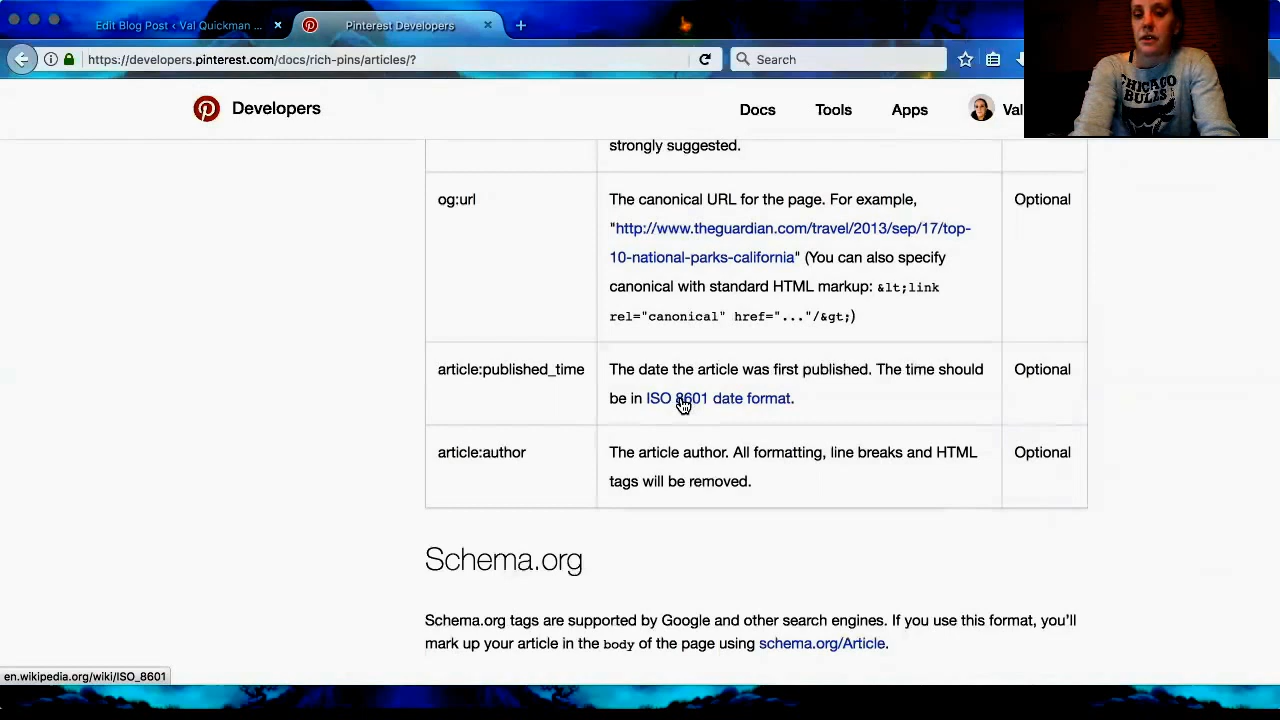 Edit Blog Post ‹ Val Quickman ...
Pinterest Developers
https://developers.pinterest.com/docs/rich-pins/articles/?
Search
CHICAGO
BULLS
Developers
Docs
Tools
Apps
Val
strongly suggested.
og:url
The canonical URL for the page. For example,
Optional
"http://www.theguardian.com/travel/2013/sep/17/top-
10-national-parks-california" (You can also specify
canonical with standard HTML markup: &lt;link
rel="canonical" href="..."/&gt;)
article:published_time
The date the article was first published. The time should
Optional
be in ISO 8601 date format.
article:author
The article author. All formatting, line breaks and HTML
Optional
tags will be removed.
Schema.org
Schema.org tags are supported by Google and other search engines. If you use this format, you'll
mark up your article in the body of the page using schema.org/Article.
en.wikipedia.org/wiki/ISO_8601